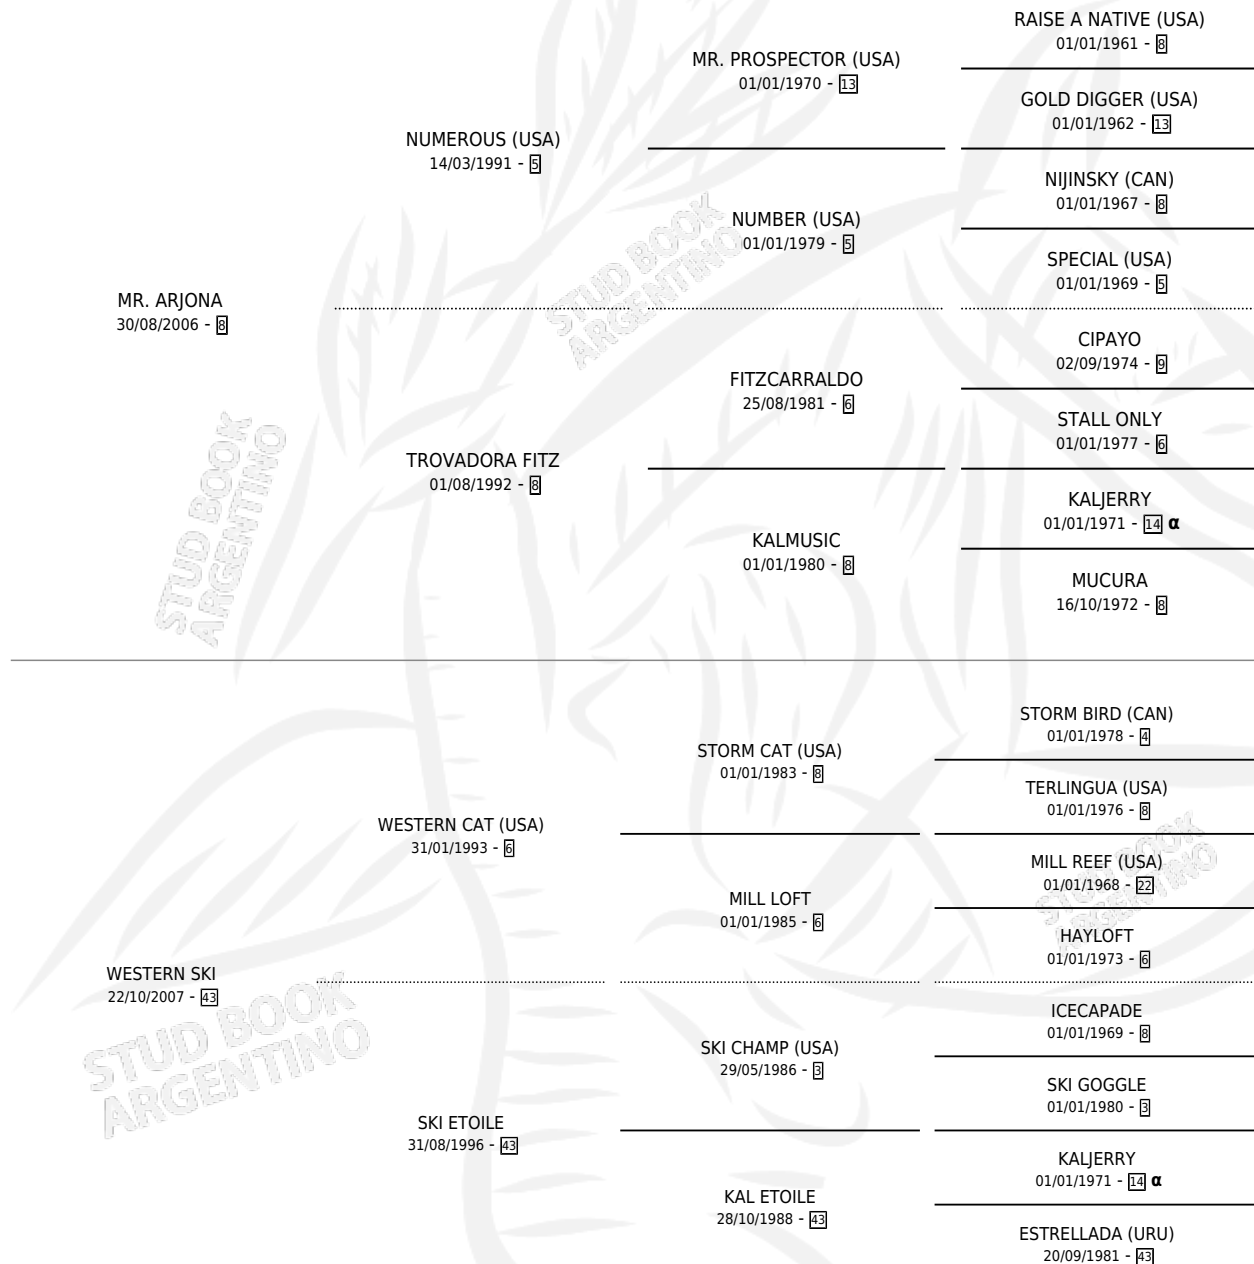 RAISE A NATIVE (USA)
01/01/1961 - 8
MR. PROSPECTOR (USA)
01/01/1970 - 13
GOLD DIGGER (USA)
01/01/1962 - 13
NUMEROUS (USA)
14/03/1991 - 5
NIJINSKY (CAN)
01/01/1967 - 8
NUMBER (USA)
01/01/1979 - 5
SPECIAL (USA)
01/01/1969 - 5
STUD BOOK
ARGENTINO
MR. ARJONA
30/08/2006 - 8
CIPAYO
02/09/1974 - 9
FITZCARRALDO
25/08/1981 - 6
STALL ONLY
01/01/1977 - 6
TROVADORA FITZ
01/08/1992 - 8
KALJERRY
01/01/1971 - 14 α
KALMUSIC
01/01/1980 - 8
MUCURA
16/10/1972 - 8
STUD BOOK
ARGENTINO
STORM BIRD (CAN)
01/01/1978 - 4
STORM CAT (USA)
01/01/1983 - 8
TERLINGUA (USA)
01/01/1976 - 8
WESTERN CAT (USA)
31/01/1993 - 6
MILL REEF (USA)
01/01/1968 - 22
MILL LOFT
01/01/1985 - 6
HAYLOFT
01/01/1973 - 6
STUD BOOK
ARGENTINO
WESTERN SKI
22/10/2007 - 43
ICECAPADE
01/01/1969 - 8
SKI CHAMP (USA)
29/05/1986 - 3
SKI GOGGLE
01/01/1980 - 3
SKI ETOILE
31/08/1996 - 43
KALJERRY
01/01/1971 - 14 α
KAL ETOILE
28/10/1988 - 43
ESTRELLADA (URU)
20/09/1981 - 43
STUD BOOK
ARGENTINO